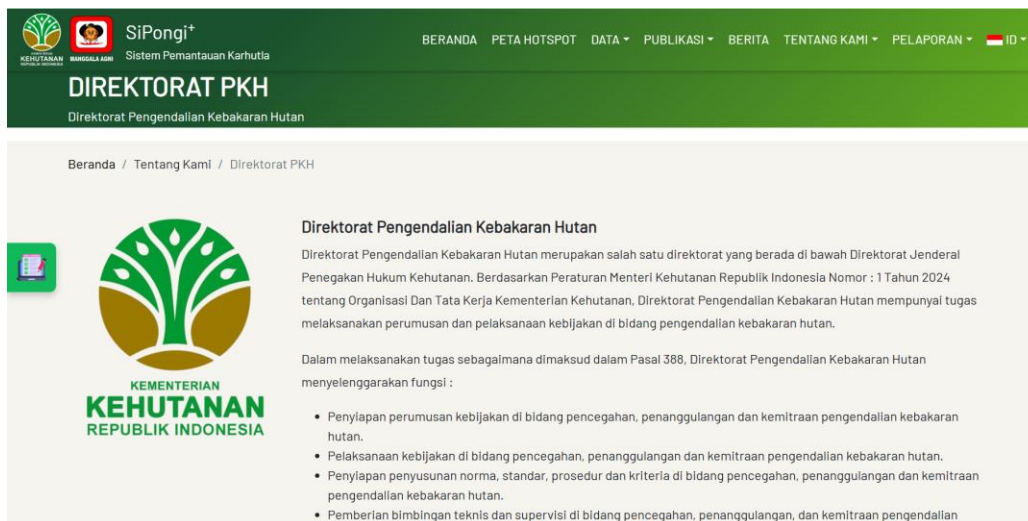 SiPongi+
Sistem Pemantauan Karhutla
KEHUTANAN
MANGGALA AGNI
BERANDA PETA HOTSPOT DATA PUBLIKASI BERITA TENTANG KAMI PELAPORAN ID
DIREKTORAT PKH
Direktorat Pengendalian Kebakaran Hutan
Beranda / Tentang Kami / Direktorat PKH
KEMENTERIAN
KEHUTANAN
REPUBLIK INDONESIA
Direktorat Pengendalian Kebakaran Hutan
Direktorat Pengendalian Kebakaran Hutan merupakan salah satu direktorat yang berada di bawah Direktorat Jenderal
Penegakan Hukum Kehutanan. Berdasarkan Peraturan Menteri Kehutanan Republik Indonesia Nomor : 1 Tahun 2024
tentang Organisasi Dan Tata Kerja Kementerian Kehutanan, Direktorat Pengendalian Kebakaran Hutan mempunyai tugas
melaksanakan perumusan dan pelaksanaan kebijakan di bidang pengendalian kebakaran hutan.
Dalam melaksanakan tugas sebagaimana dimaksud dalam Pasal 388, Direktorat Pengendalian Kebakaran Hutan
menyelenggarakan fungsi :
• Penyiapan perumusan kebijakan di bidang pencegahan, penanggulangan dan kemitraan pengendalian kebakaran
hutan.
• Pelaksanaan kebijakan di bidang pencegahan, penanggulangan dan kemitraan pengendalian kebakaran hutan.
• Penyiapan penyusunan norma, standar, prosedur dan kriteria di bidang pencegahan, penanggulangan dan kemitraan
pengendalian kebakaran hutan.
• Pemberian bimbingan teknis dan supervisi di bidang pencegahan, penanggulangan, dan kemitraan pengendalian